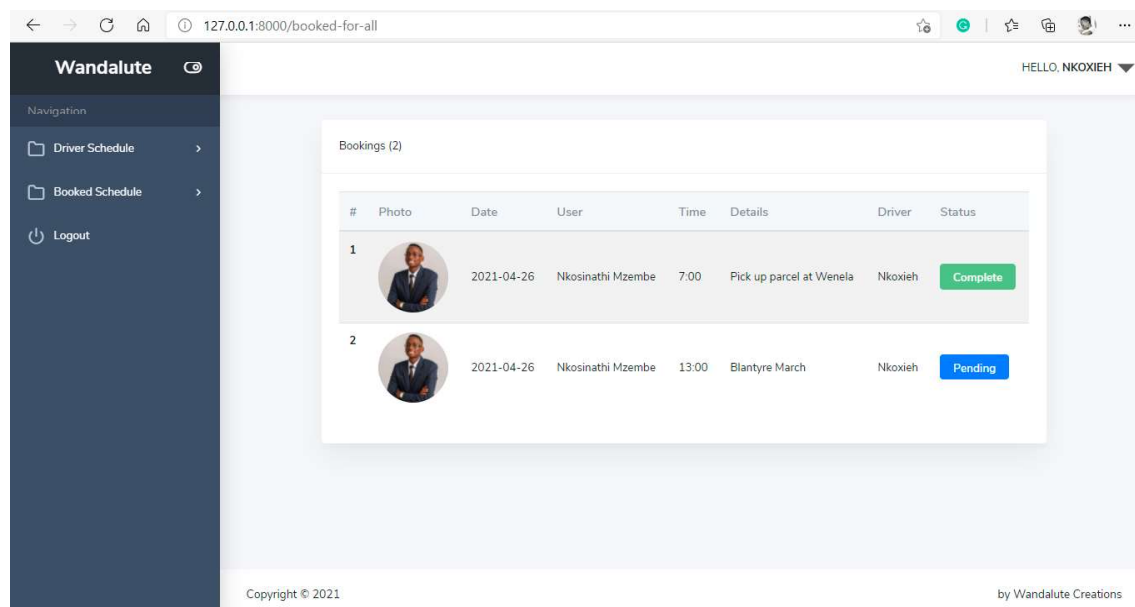 127.0.0.1:8000/booked-for-all
Wandalute
HELLO, NKOXIEH
Navigation
Driver Schedule
Booked Schedule
Logout
Bookings (2)
# Photo Date User Time Details Driver Status
1 2021-04-26 Nkosinathi Mzembe 7:00 Pick up parcel at Wenela Nkoxieh Complete
2 2021-04-26 Nkosinathi Mzembe 13:00 Blantyre March Nkoxieh Pending
Copyright © 2021
by Wandalute Creations